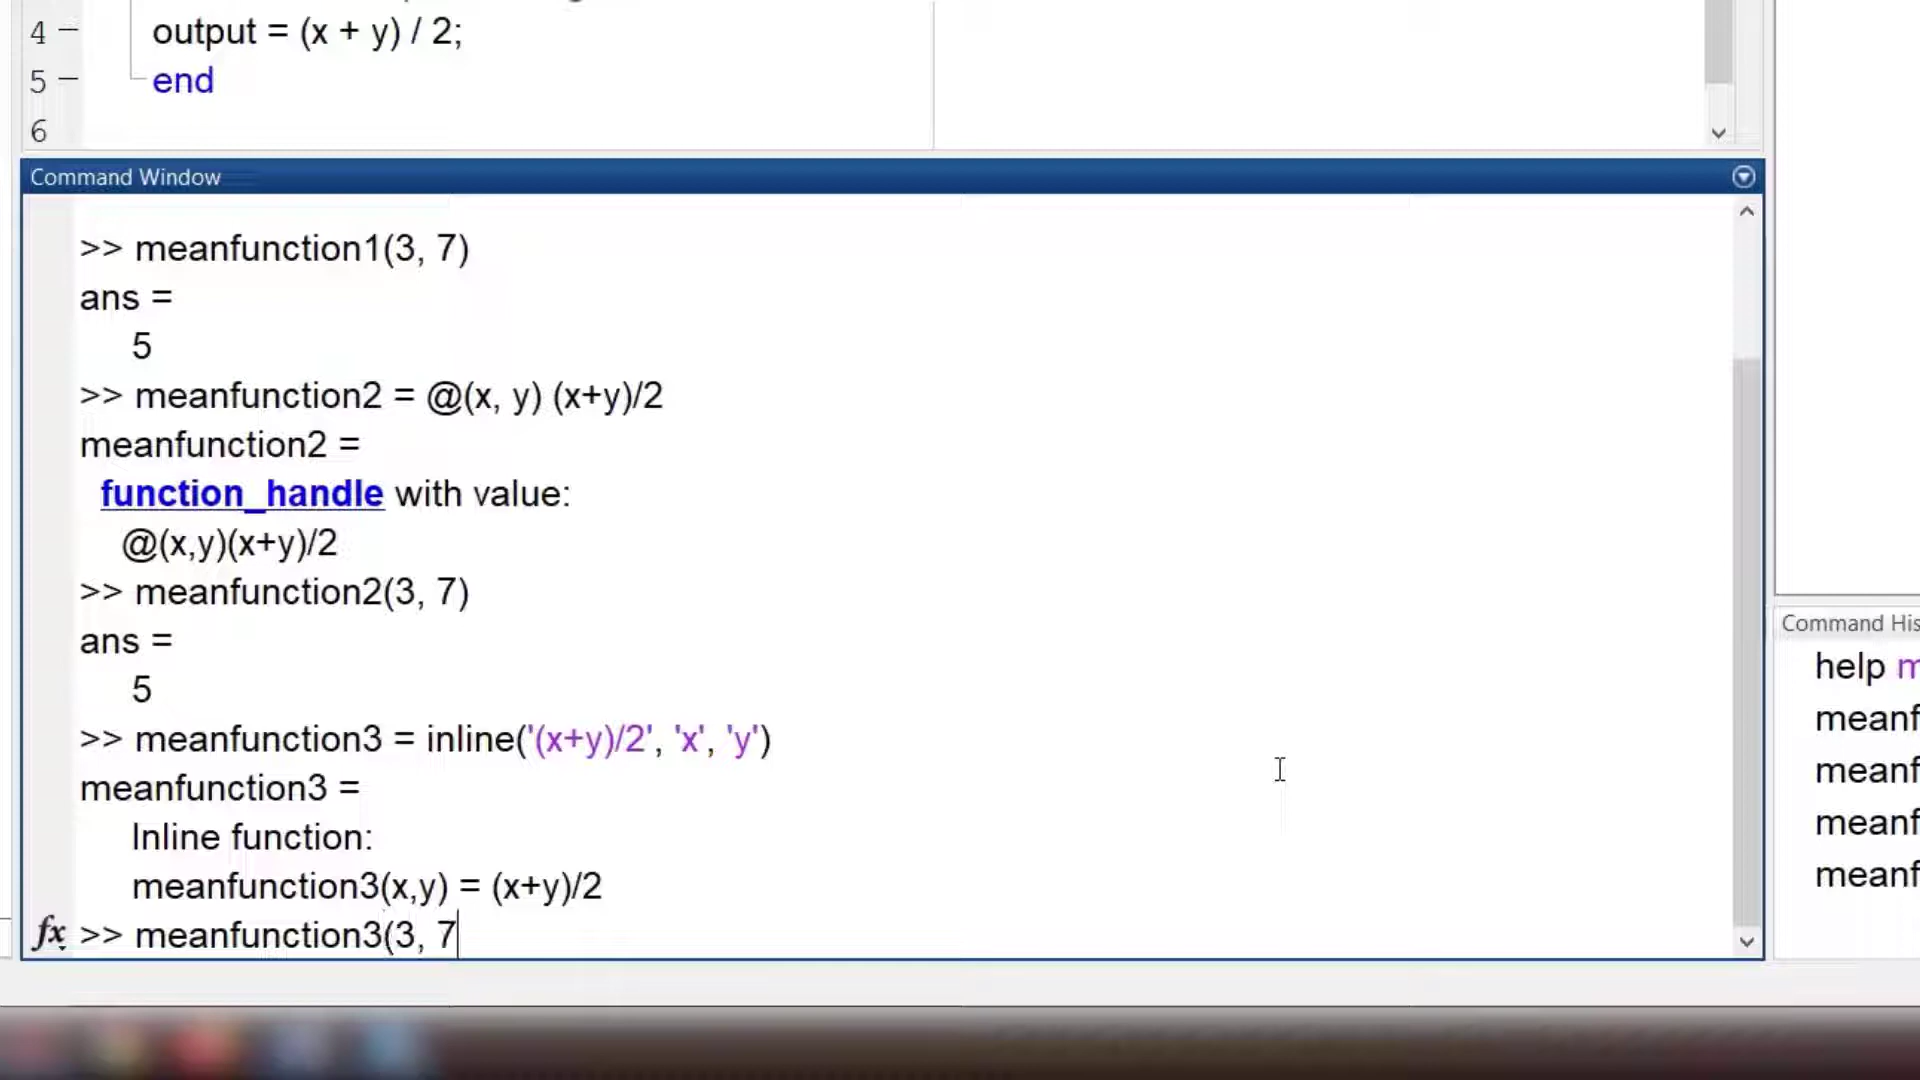 4 output = (x + y) / 2;
5 end
6
Command Window
>> meanfunction1(3, 7)
ans =
5
>> meanfunction2 = @(x, y) (x+y)/2
meanfunction2 =
function_handle with value:
@(x,y)(x+y)/2
>> meanfunction2(3, 7)
ans =
5
>> meanfunction3 = inline('(x+y)/2', 'x', 'y')
meanfunction3 =
Inline function:
meanfunction3(x,y) = (x+y)/2
fx >> meanfunction3(3, 7
Command His
help m
meanf
meanf
meanf
meanf